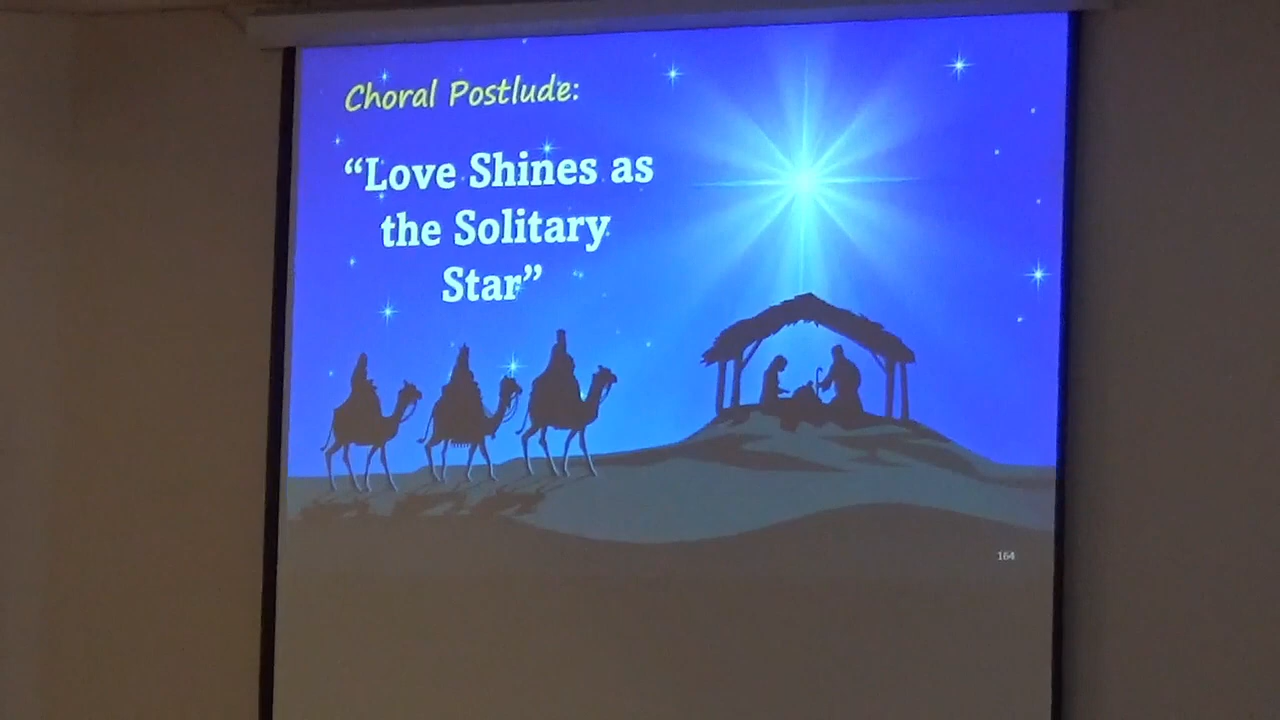 Choral Postlude:
“Love Shines as
the Solitary
Star”
164